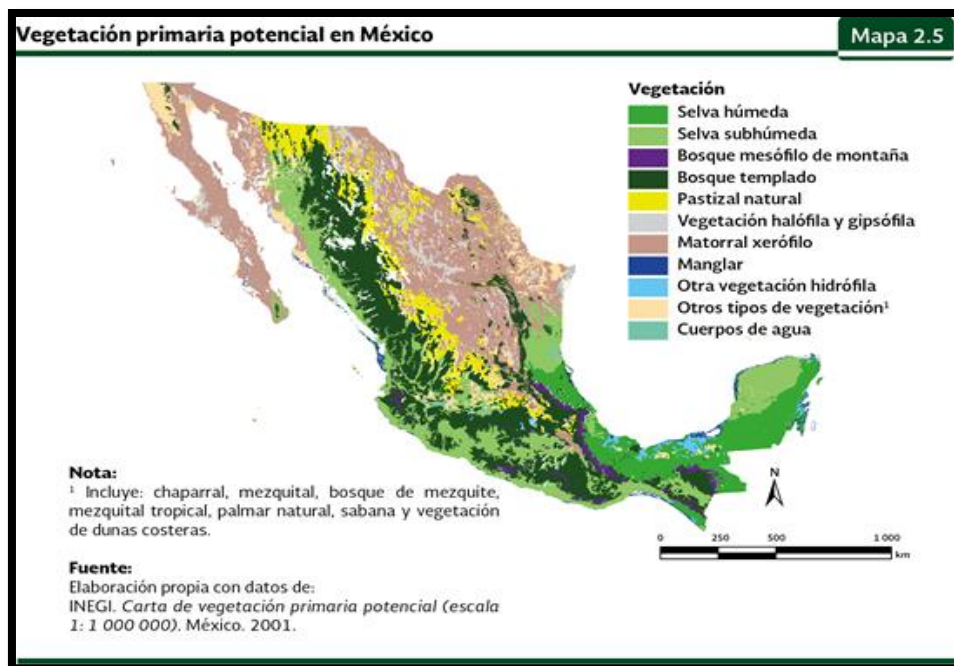 Vegetación primaria potencial en México
Mapa 2.5
Vegetación
Selva húmeda
Selva subhúmeda
Bosque mesófilo de montaña
Bosque templado
Pastizal natural
Vegetación halófila y gipsófila
Matorral xerófilo
Manglar
Otra vegetación hidrófila
Otros tipos de vegetación¹
Cuerpos de agua
Nota:
¹ Incluye: chaparral, mezquital, bosque de mezquite,
mezquital tropical, palmar natural, sabana y vegetación
de dunas costeras.
N
0 250 500 1 000
km
Fuente:
Elaboración propia con datos de:
INEGI. Carta de vegetación primaria potencial (escala
1: 1 000 000). México. 2001.